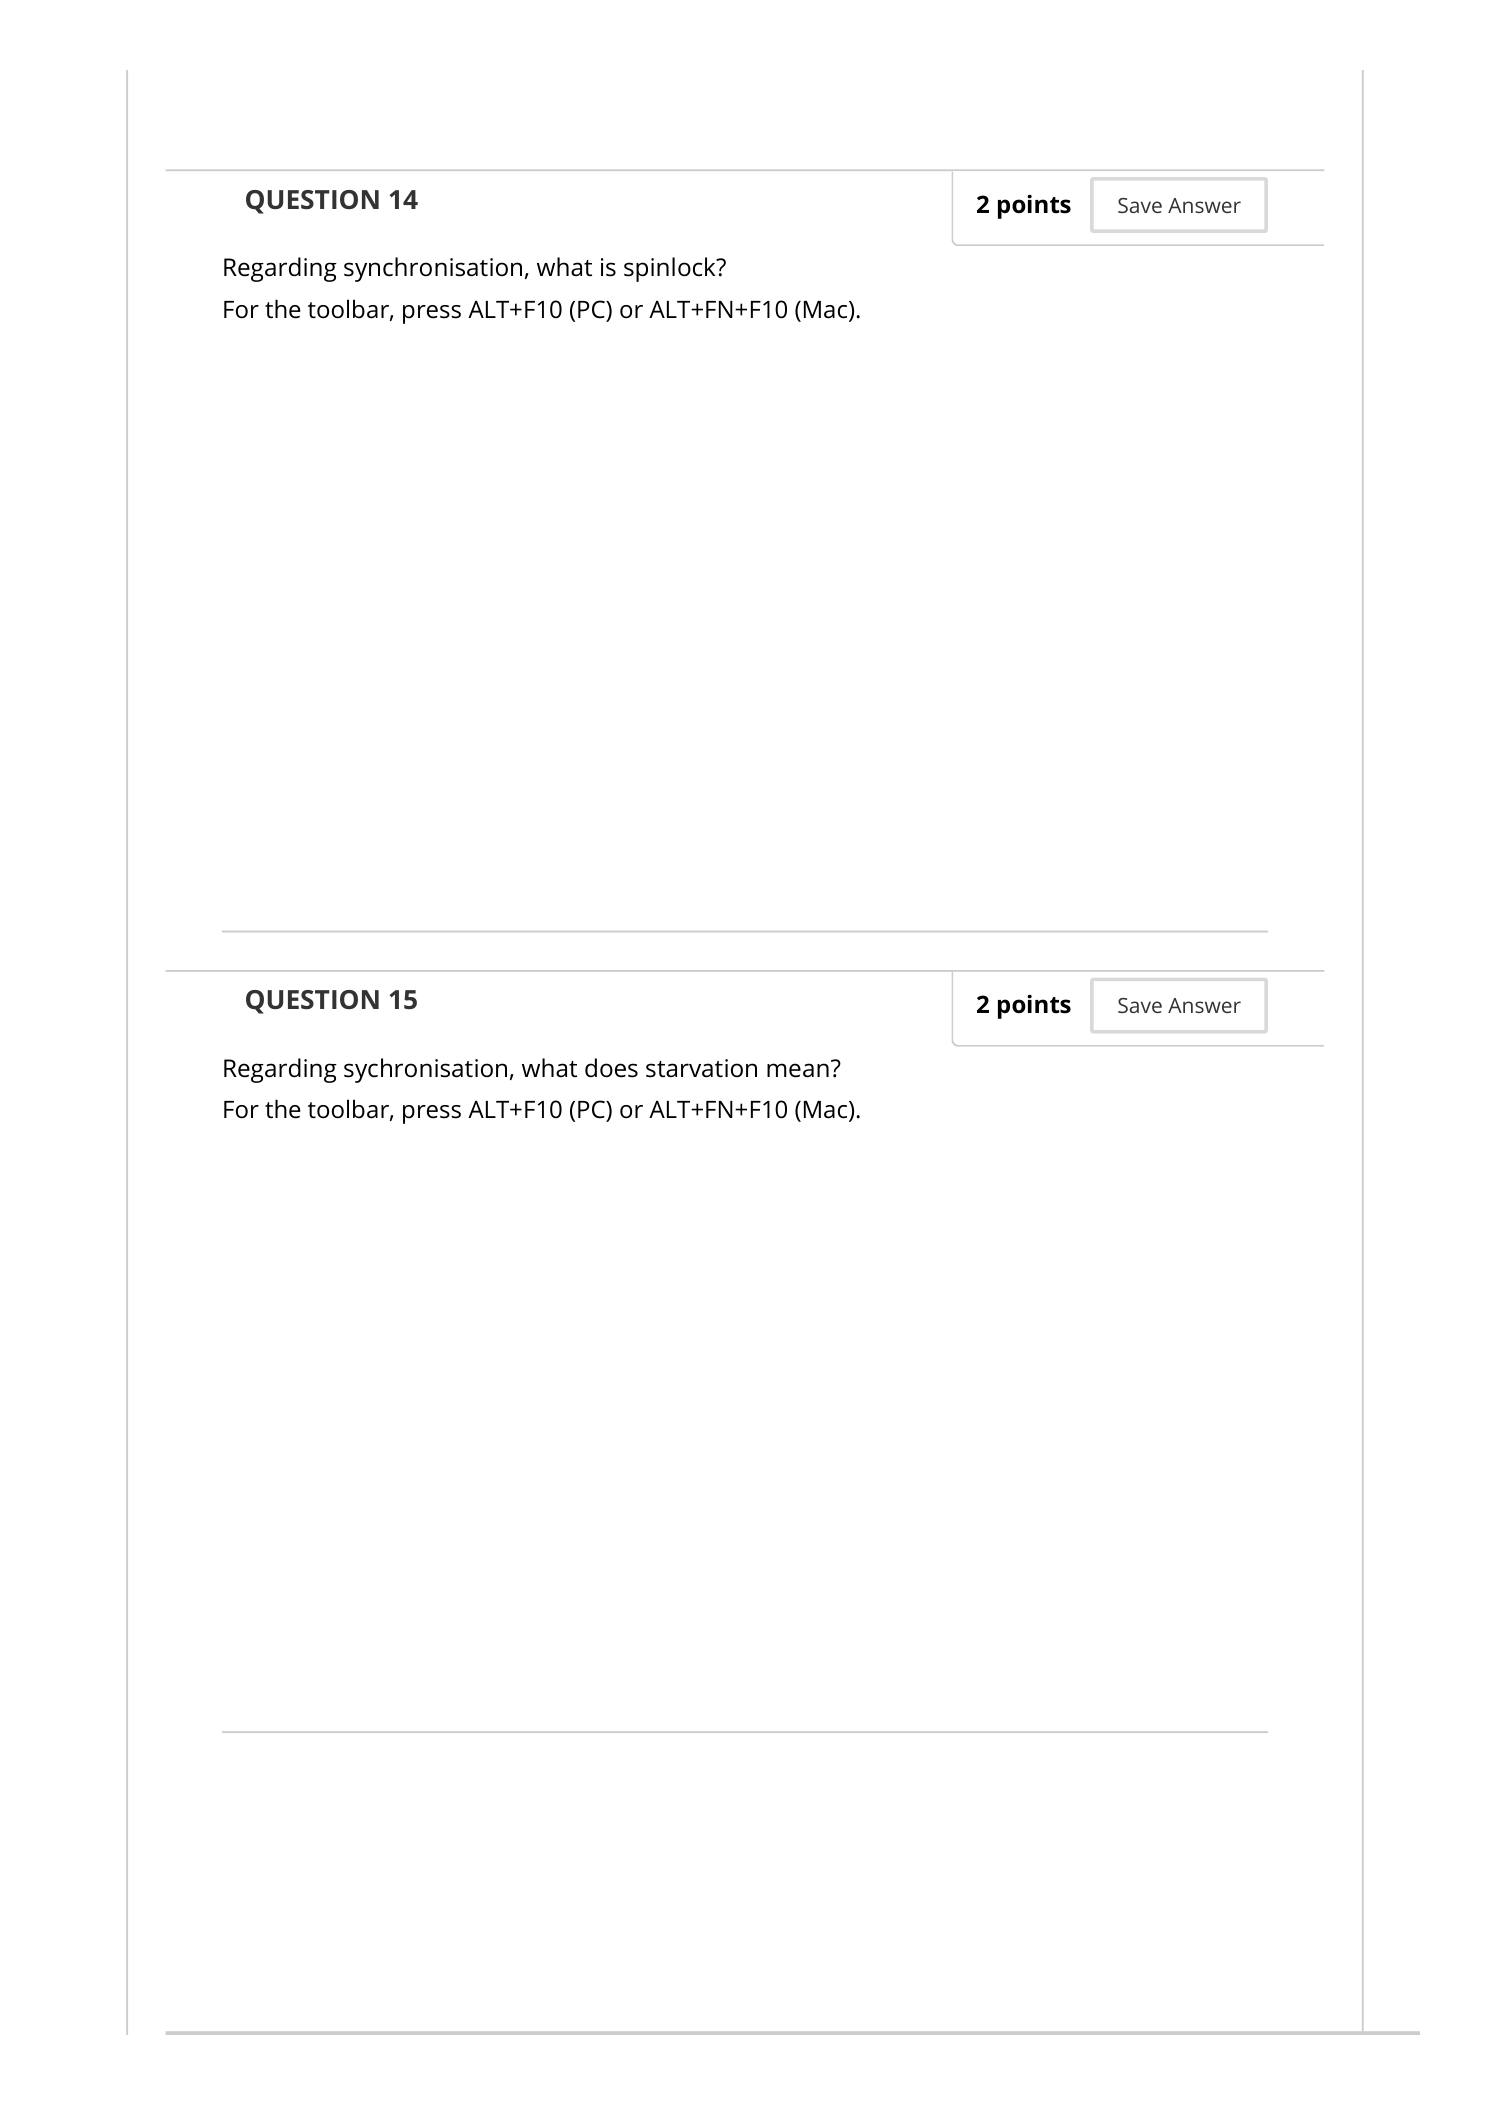 QUESTION 14
2 points
Save Answer
Regarding synchronisation, what is spinlock?
For the toolbar, press ALT+F10 (PC) or ALT+FN+F10 (Mac).
QUESTION 15
2 points
Save Answer
Regarding sychronisation, what does starvation mean?
For the toolbar, press ALT+F10 (PC) or ALT+FN+F10 (Mac).